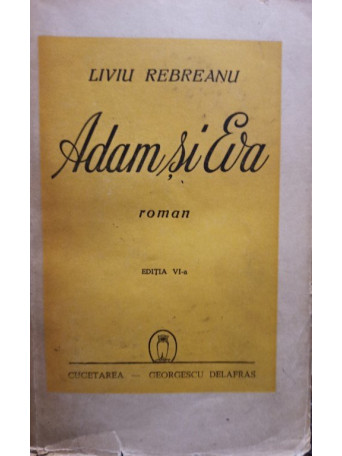 LIVIU REBREANU
Adam și Eva
roman
EDIȚIA VI-a
CUGETAREA — GEORGESCU DELAFRAS